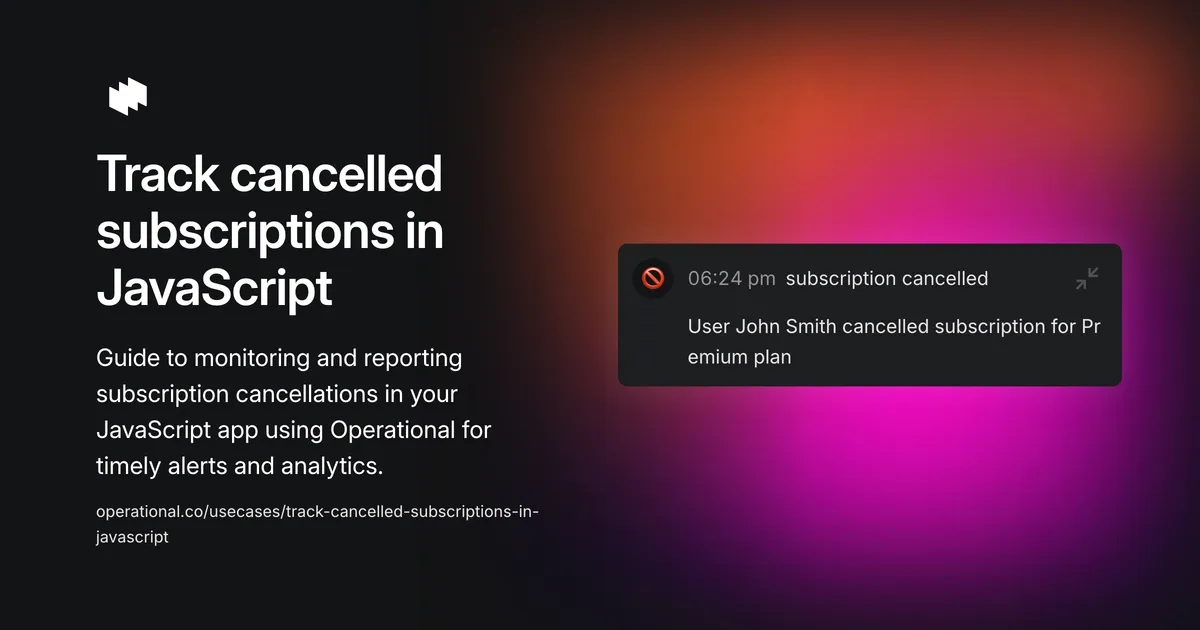 Track cancelled
subscriptions in
JavaScript
Guide to monitoring and reporting
subscription cancellations in your
JavaScript app using Operational for
timely alerts and analytics.
operational.co/usecases/track-cancelled-subscriptions-in-
javascript
06:24 pm subscription cancelled
User John Smith cancelled subscription for Pr
emium plan